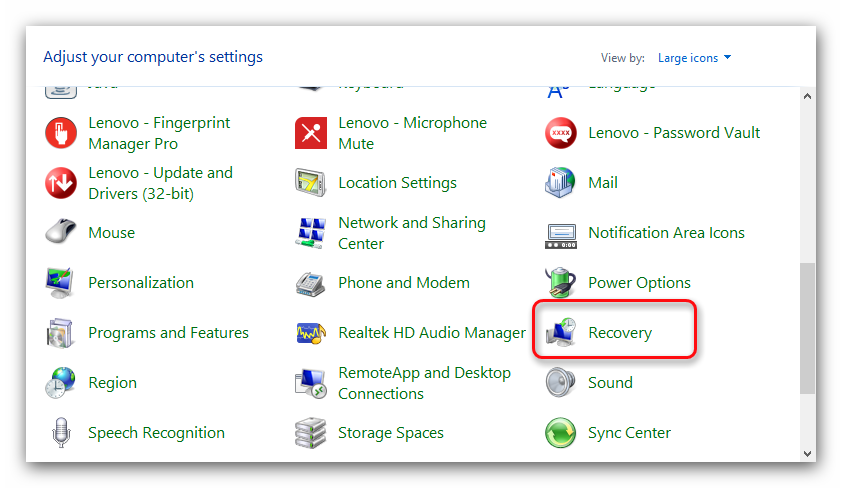 Adjust your computer's settings
View by: Large icons
Java
Keyboard
Language
Lenovo - Fingerprint
Manager Pro
Lenovo - Microphone
Mute
Lenovo - Password Vault
Lenovo - Update and
Drivers (32-bit)
Location Settings
Mail
Mouse
Network and Sharing
Center
Notification Area Icons
Personalization
Phone and Modem
Power Options
Programs and Features
Realtek HD Audio Manager
Recovery
Region
RemoteApp and Desktop
Connections
Sound
Speech Recognition
Storage Spaces
Sync Center